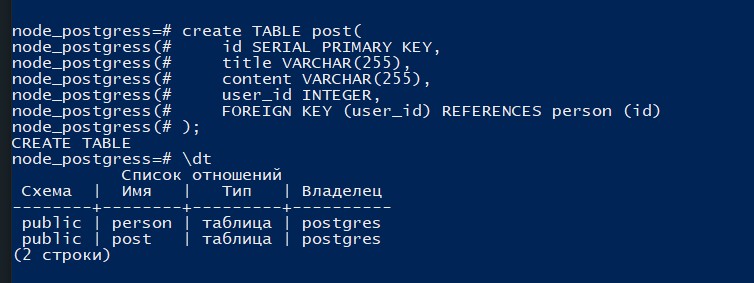 node_postgress=# create TABLE post(
node_postgress(#     id SERIAL PRIMARY KEY,
node_postgress(#     title VARCHAR(255),
node_postgress(#     content VARCHAR(255),
node_postgress(#     user_id INTEGER,
node_postgress(#     FOREIGN KEY (user_id) REFERENCES person (id)
node_postgress(# );
CREATE TABLE
node_postgress=# \dt
           Список отношений
 Схема  |  Имя   |   Тип   | Владелец
--------+--------+---------+----------
 public | person | таблица | postgres
 public | post   | таблица | postgres
(2 строки)